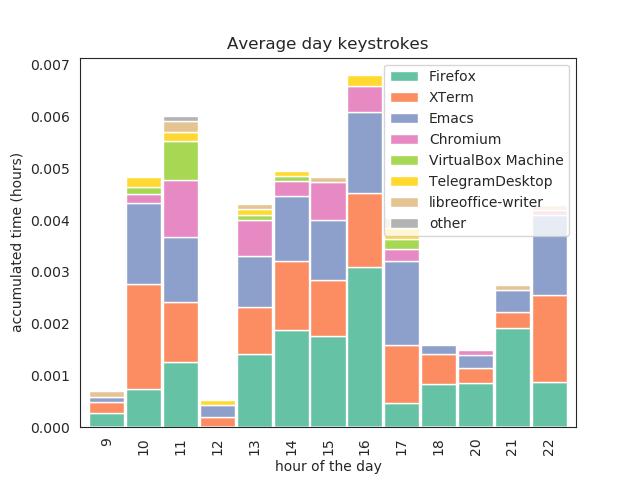 Average day keystrokes
accumulated time (hours)
0.007
0.006
0.005
0.004
0.003
0.002
0.001
0.000
Firefox
XTerm
Emacs
Chromium
VirtualBox Machine
TelegramDesktop
libreoffice-writer
other
9 10 11 12 13 14 15 16 17 18 20 21 22
hour of the day